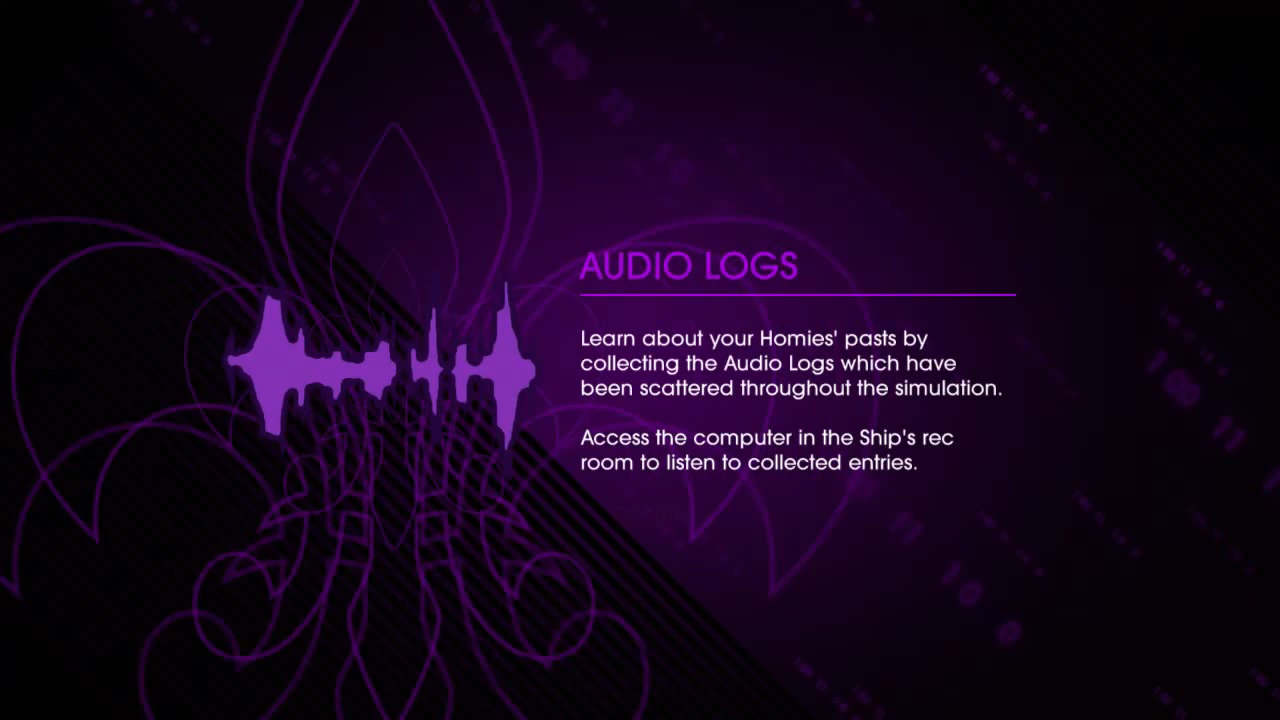 AUDIO LOGS
Learn about your Homies' pasts by
collecting the Audio Logs which have
been scattered throughout the simulation.
Access the computer in the Ship's rec
room to listen to collected entries.